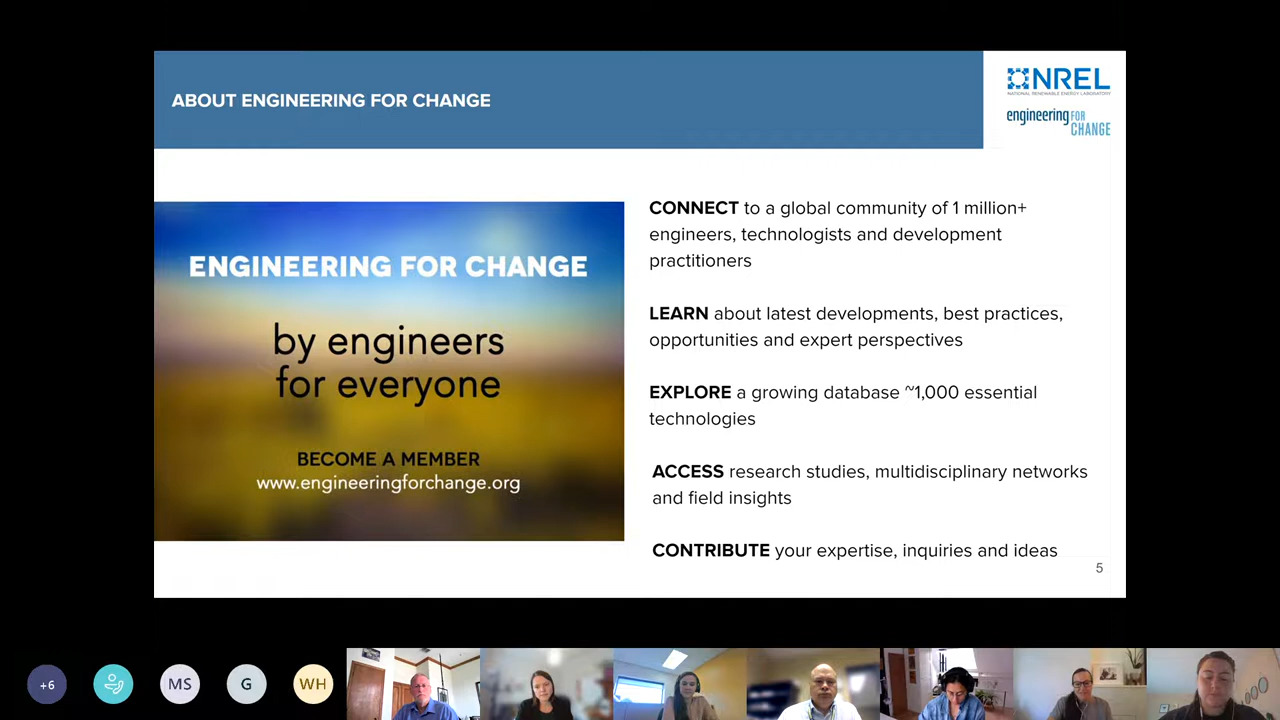 ABOUT ENGINEERING FOR CHANGE
NREL
NATIONAL RENEWABLE ENERGY LABORATORY
engineering FOR
CHANGE
ENGINEERING FOR CHANGE
by engineers
for everyone
BECOME A MEMBER
www.engineeringforchange.org
CONNECT to a global community of 1 million+
engineers, technologists and development
practitioners
LEARN about latest developments, best practices,
opportunities and expert perspectives
EXPLORE a growing database ~1,000 essential
technologies
ACCESS research studies, multidisciplinary networks
and field insights
CONTRIBUTE your expertise, inquiries and ideas
5
+6
MS
G
WH